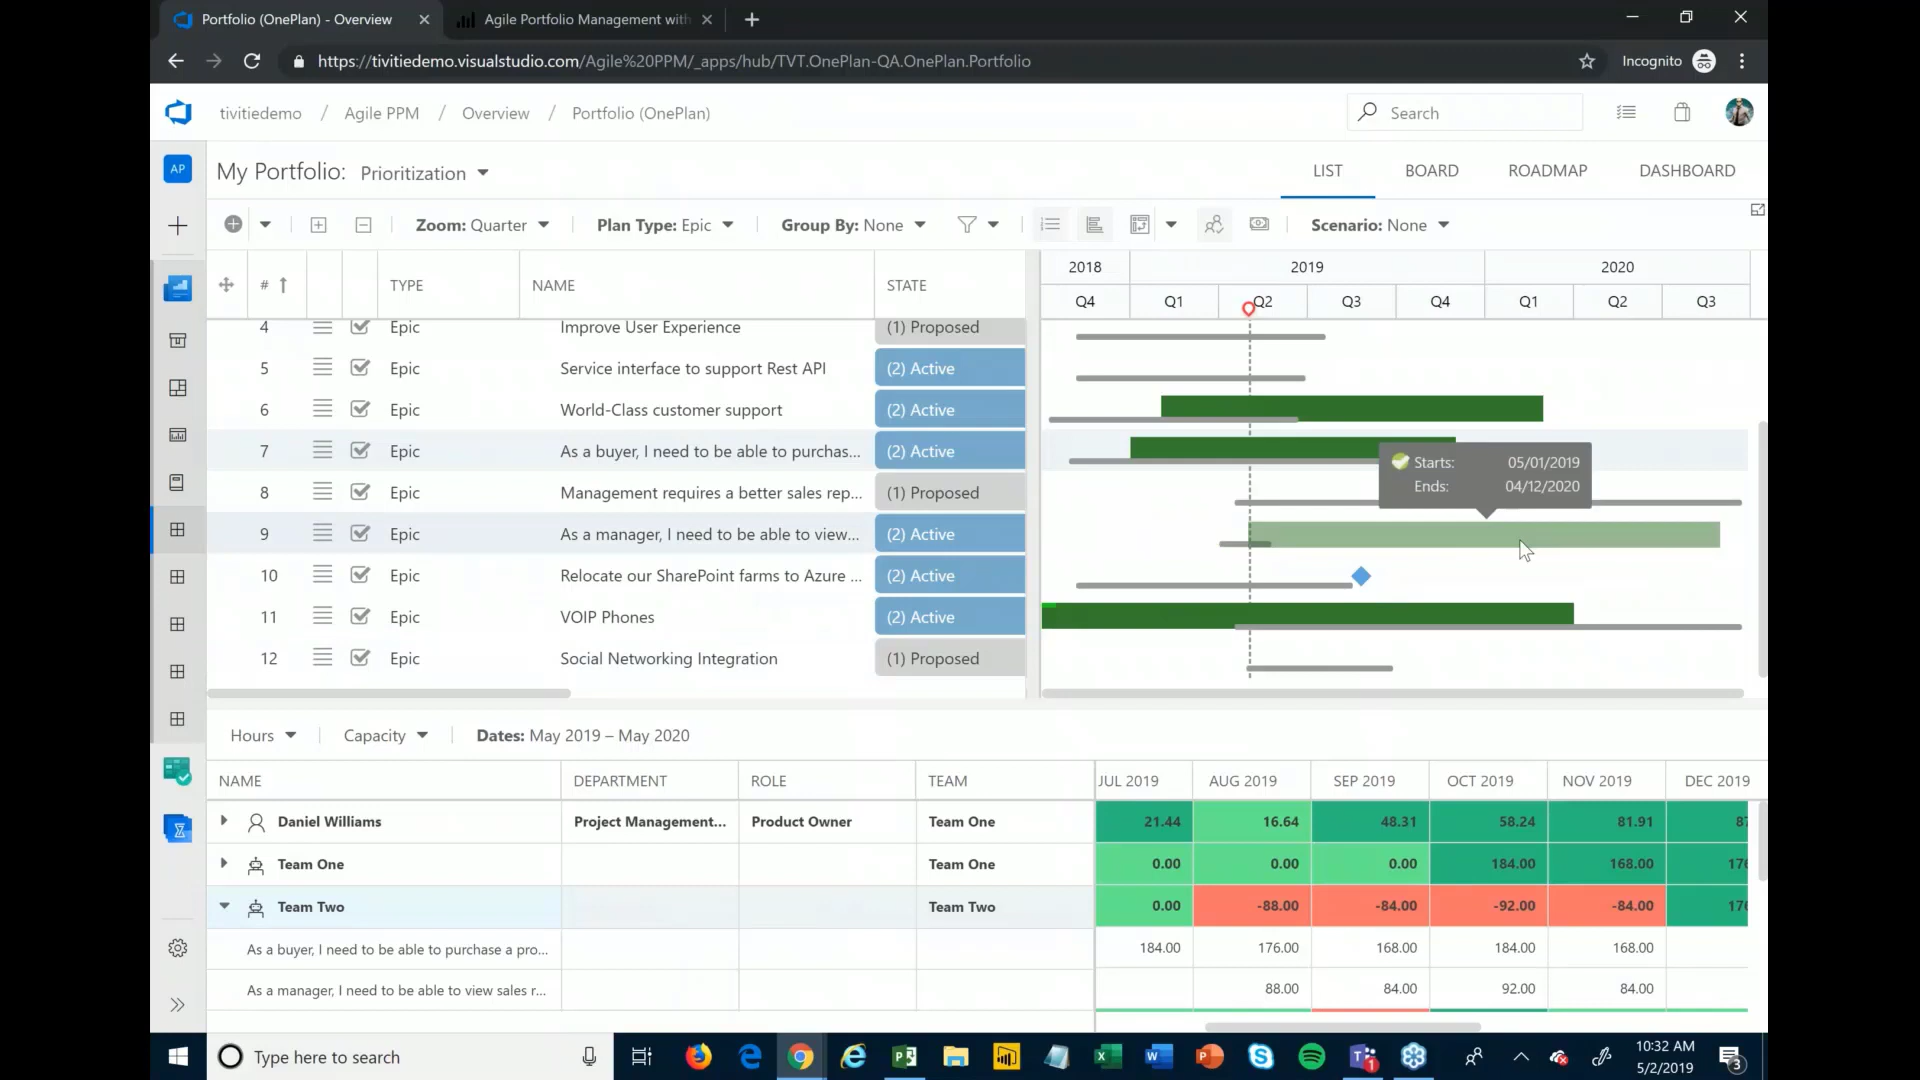 Portfolio (OnePlan) - Overview
Agile Portfolio Management with
https://tivitiedemo.visualstudio.com/Agile%20PPM/_apps/hub/TVT.OnePlan-QA.OnePlan.Portfolio
Incognito
tivitiedemo / Agile PPM / Overview / Portfolio (OnePlan)
Search
AP
My Portfolio: Prioritization
LIST BOARD ROADMAP DASHBOARD
Zoom: Quarter
Plan Type: Epic
Group By: None
Scenario: None
# TYPE NAME STATE
2018 2019 2020
Q4 Q1 Q2 Q3 Q4 Q1 Q2 Q3
4 Epic Improve User Experience (1) Proposed
5 Epic Service interface to support Rest API (2) Active
6 Epic World-Class customer support (2) Active
7 Epic As a buyer, I need to be able to purchas... (2) Active
Starts: 05/01/2019
Ends: 04/12/2020
8 Epic Management requires a better sales rep... (1) Proposed
9 Epic As a manager, I need to be able to view... (2) Active
10 Epic Relocate our SharePoint farms to Azure ... (2) Active
11 Epic VOIP Phones (2) Active
12 Epic Social Networking Integration (1) Proposed
Hours
Capacity
Dates: May 2019 – May 2020
NAME DEPARTMENT ROLE TEAM JUL 2019 AUG 2019 SEP 2019 OCT 2019 NOV 2019 DEC 2019
Daniel Williams Project Management... Product Owner Team One 21.44 16.64 48.31 58.24 81.91
Team One Team One 0.00 0.00 0.00 184.00 168.00
Team Two Team Two 0.00 -88.00 -84.00 -92.00 -84.00
As a buyer, I need to be able to purchase a pro... 184.00 176.00 168.00 184.00 168.00
As a manager, I need to be able to view sales r... 88.00 84.00 92.00 84.00
Type here to search
10:32 AM
5/2/2019
1
3